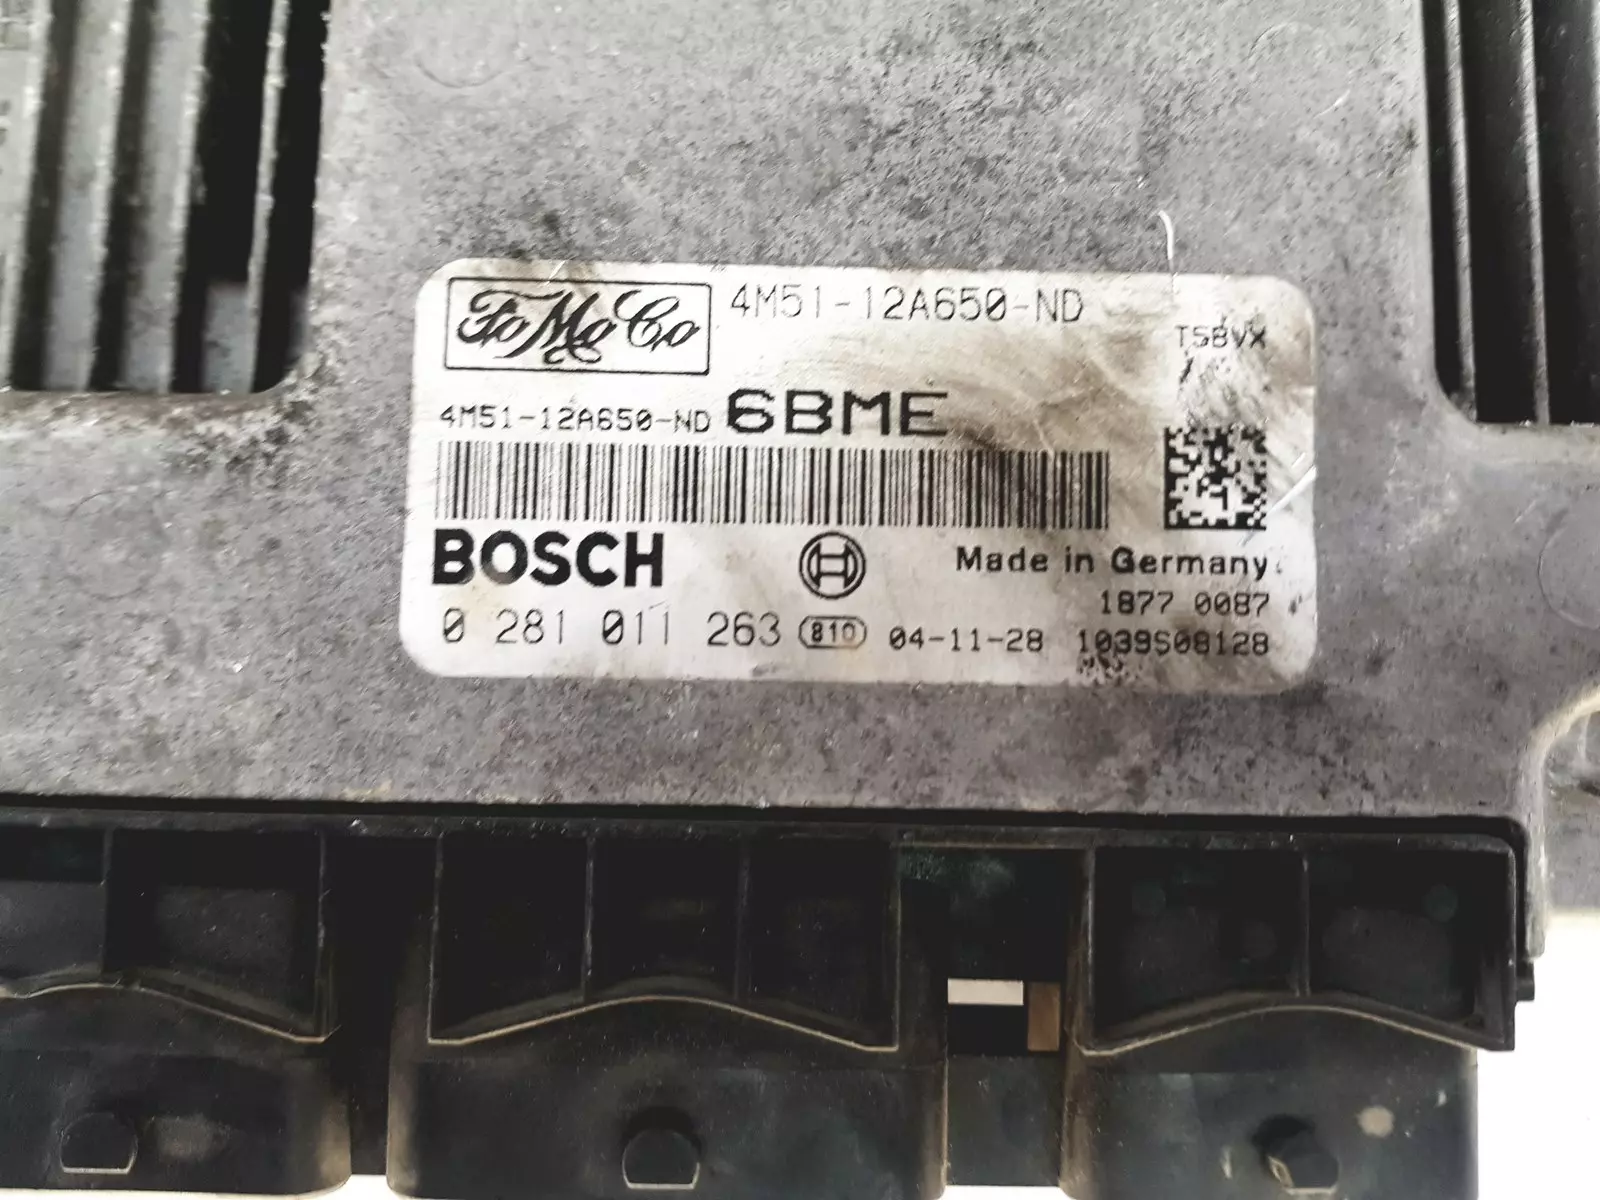 FoMoCo 4M51-12A650-ND
T5BVX
4M51-12A650-ND 6BME
BOSCH
Made in Germany
1877 0087
0 281 011 263 810 04-11-28 1039S08128